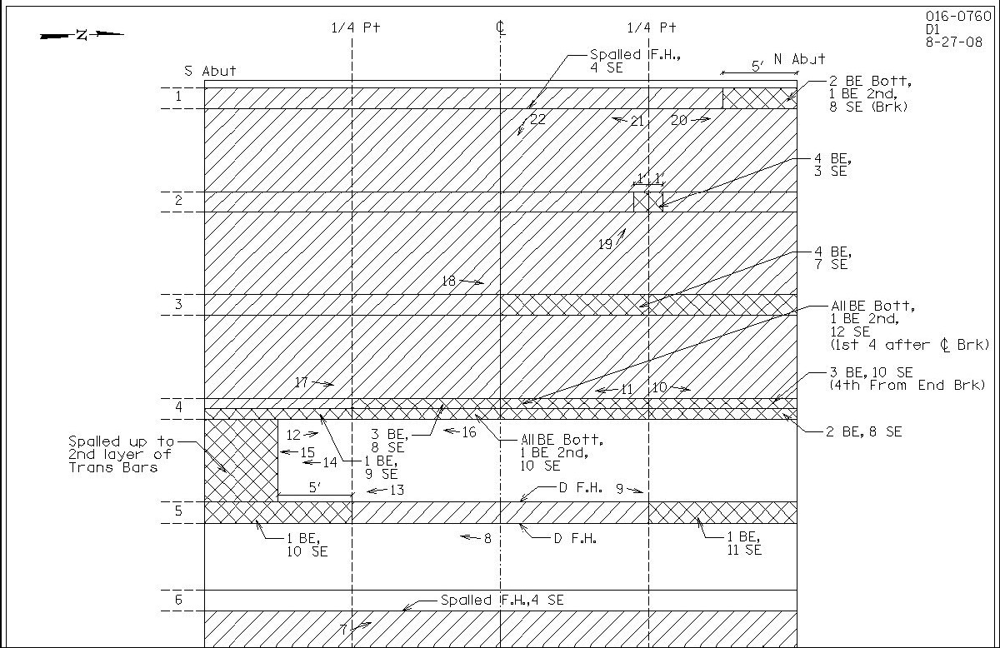 016-0760
D1
8-27-08
N
1/4 Pt
℄
1/4 Pt
S Abut
Spalled F.H.,
4 SE
5'
N Abut
2 BE Bott,
1 BE 2nd,
8 SE (Brk)
1
22
21
20
4 BE,
3 SE
1'
1'
2
19
4 BE,
7 SE
18
3
All BE Bott,
1 BE 2nd,
12 SE
(1st 4 after ℄ Brk)
17
11
10
3 BE, 10 SE
(4th From End Brk)
4
2 BE, 8 SE
Spalled up to
2nd layer of
Trans Bars
12
15
14
3 BE,
8 SE
16
All BE Bott,
1 BE 2nd,
10 SE
1 BE,
9 SE
5'
13
D F.H.
9
5
1 BE,
10 SE
8
D F.H.
1 BE,
11 SE
6
Spalled F.H., 4 SE
7